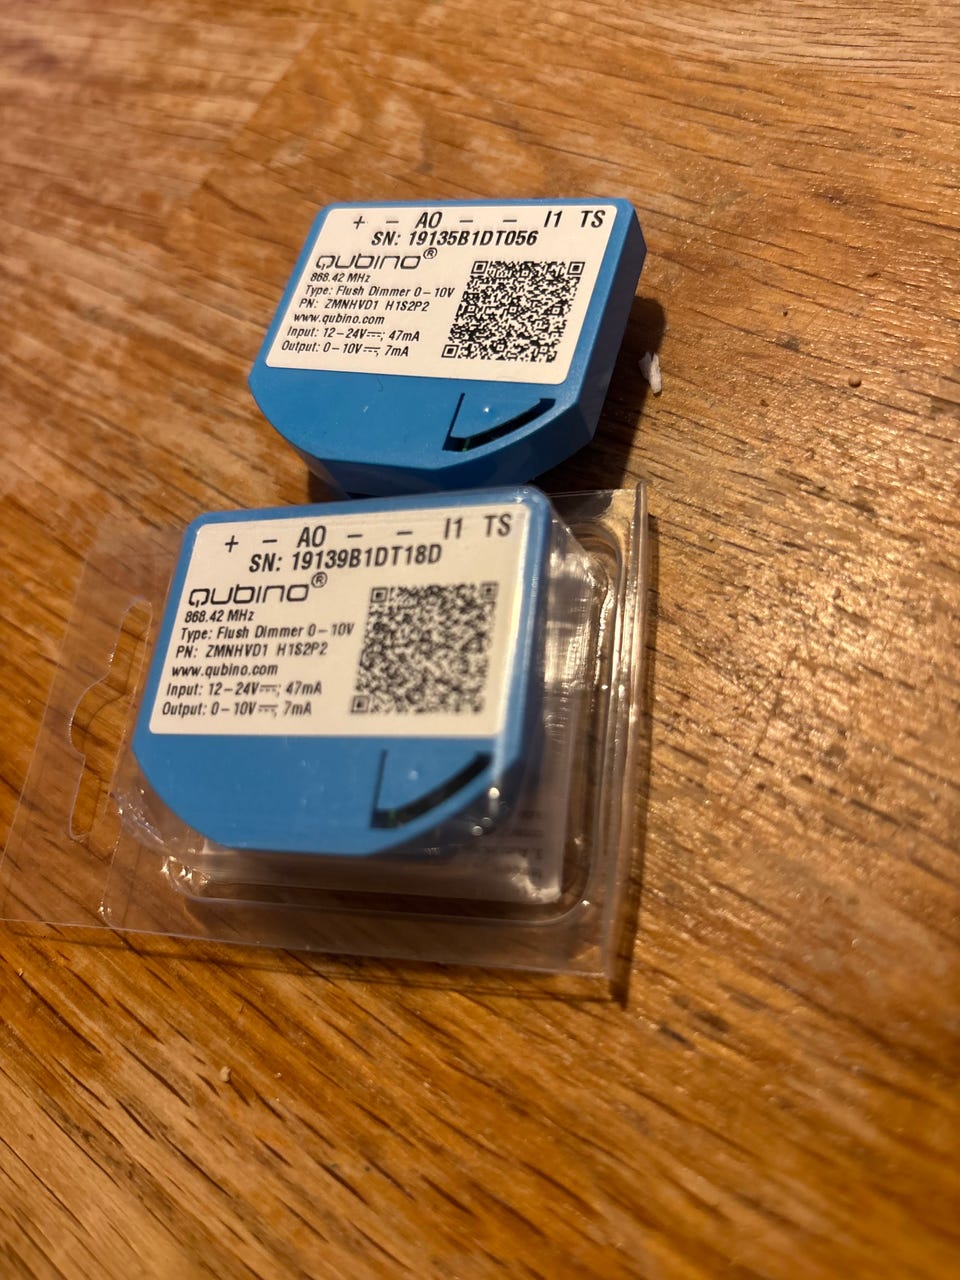 + − AO − − I1 TS
SN: 19135B1DT056
QUBINO®
868.42 MHz
Type: Flush Dimmer 0−10V
PN: ZMNHVD1 H1S2P2
www.qubino.com
Input: 12−24V⎓; 47mA
Output: 0−10V⎓; 7mA
+ − AO − − I1 TS
SN: 19139B1DT18D
QUBINO®
868.42 MHz
Type: Flush Dimmer 0−10V
PN: ZMNHVD1 H1S2P2
www.qubino.com
Input: 12−24V⎓; 47mA
Output: 0−10V⎓; 7mA